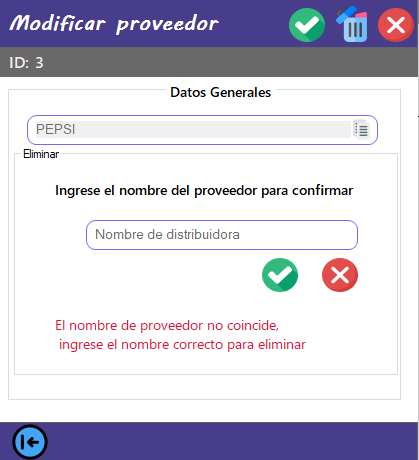 Modificar proveedor
ID: 3
Datos Generales
PEPSI
Eliminar
Ingrese el nombre del proveedor para confirmar
Nombre de distribuidora
El nombre de proveedor no coincide,
ingrese el nombre correcto para eliminar